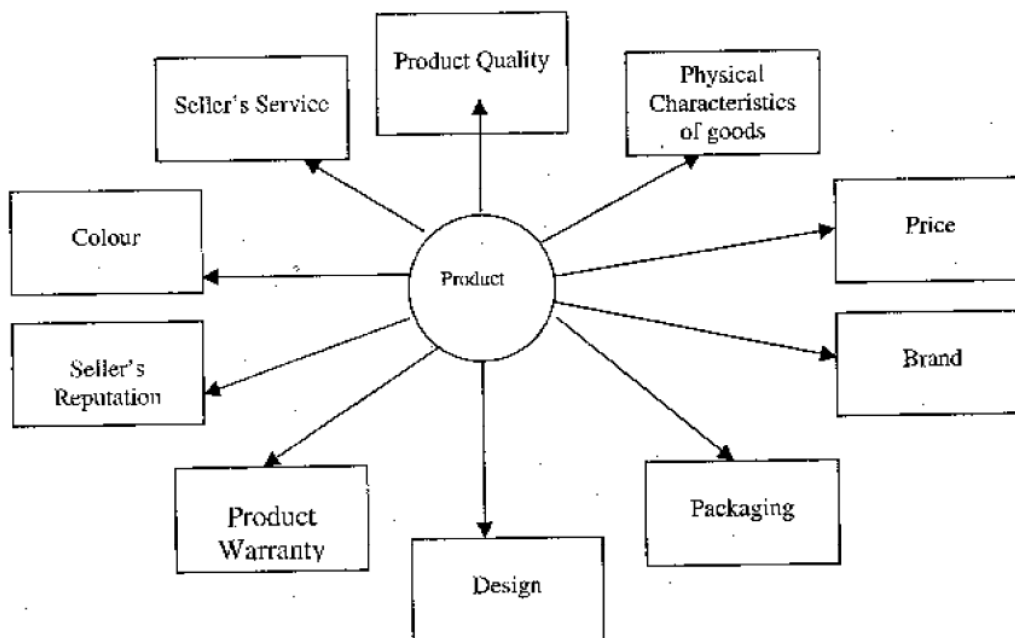 Product Quality
Physical
Characteristics
of goods
Seller's Service
Price
Colour
Product
Brand
Seller's
Reputation
Packaging
Product
Warranty
Design